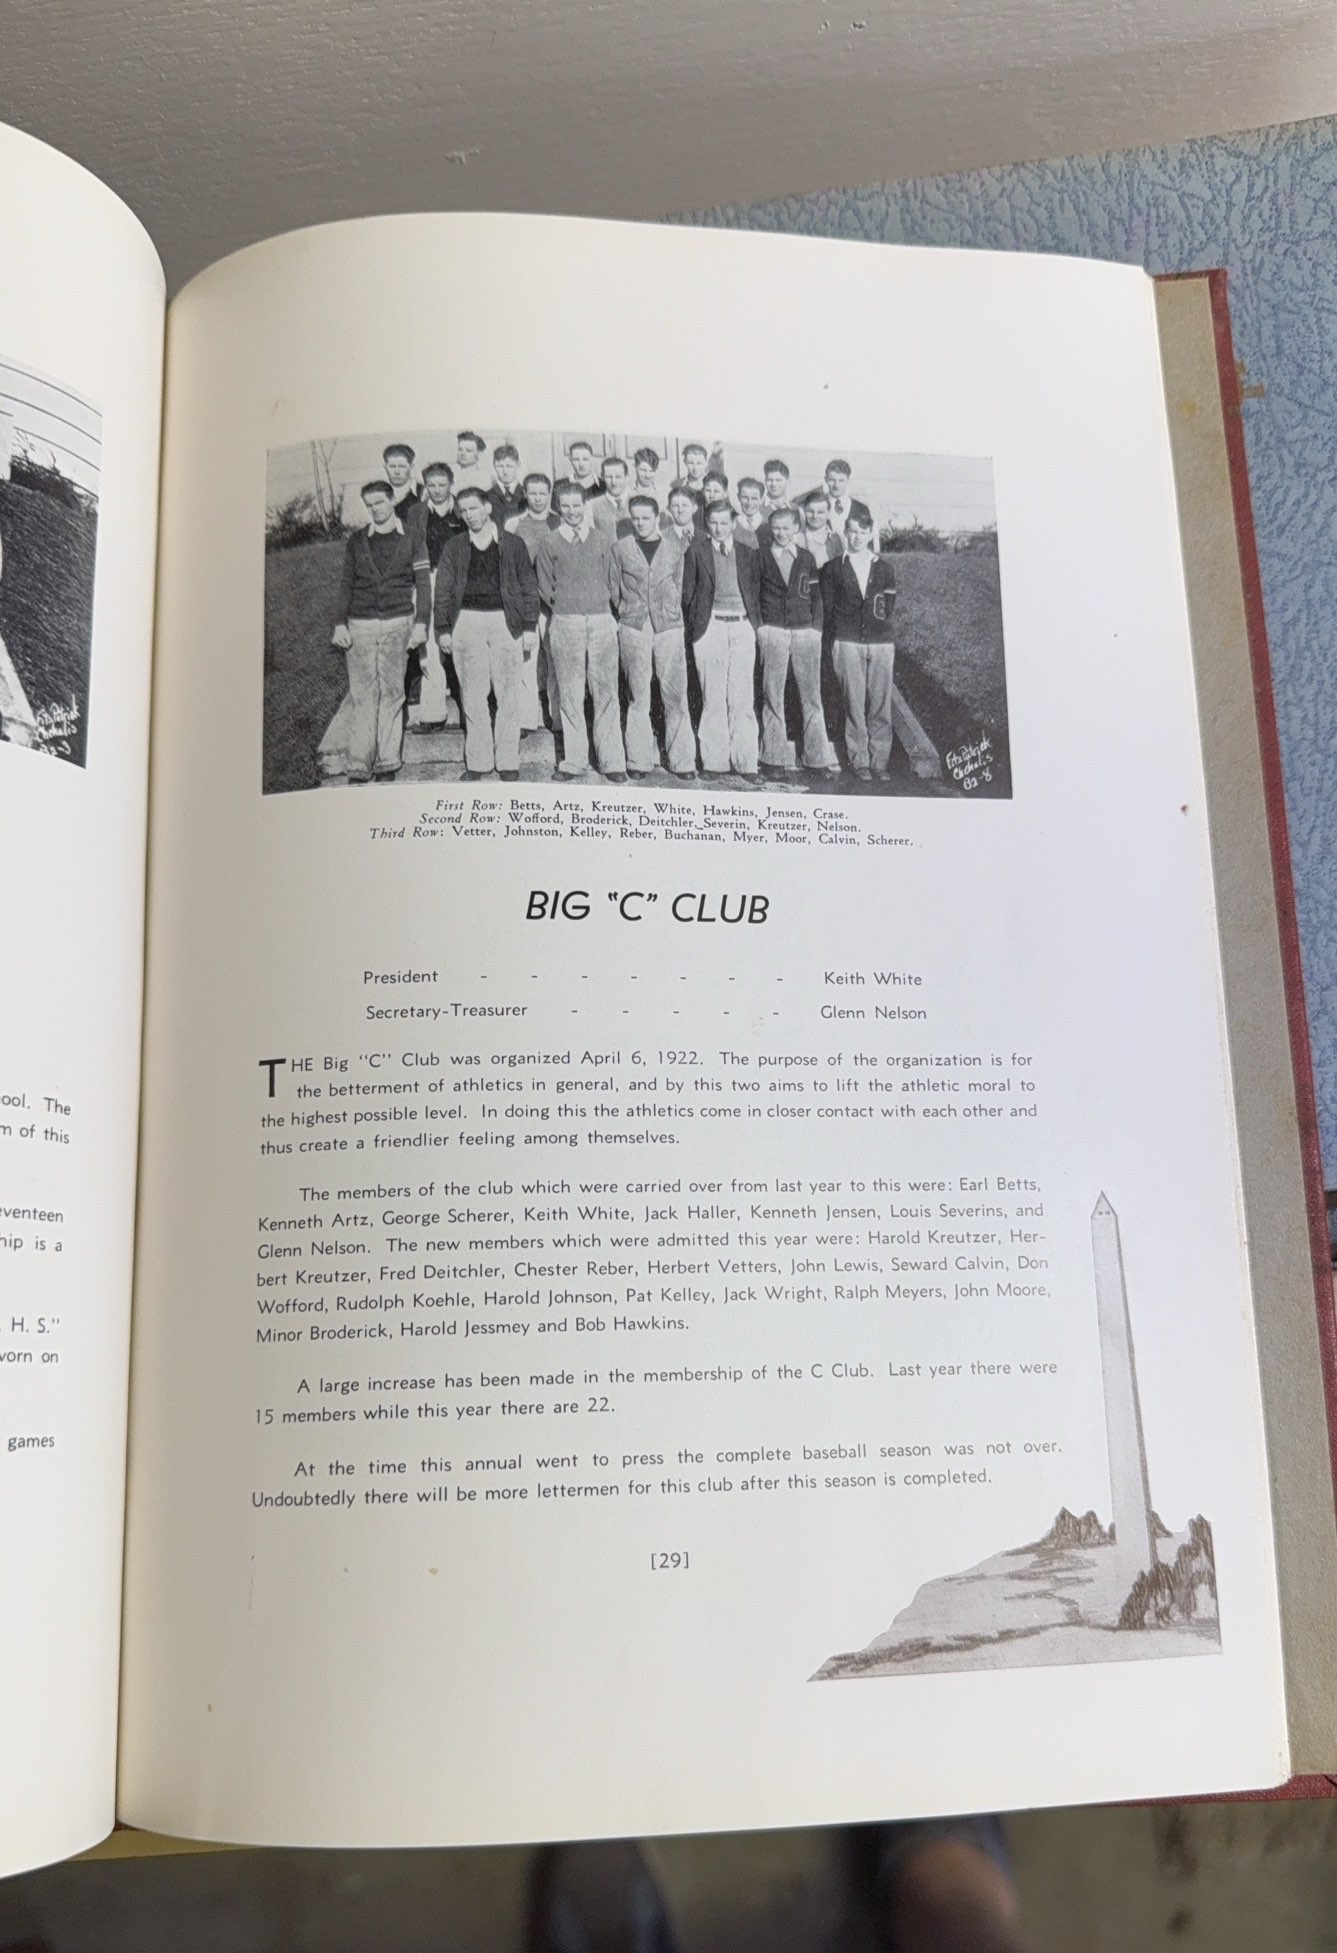 ool. The
m of this
eventeen
hip is a
H. S."
vorn on
games
FitzPatrick
Chehalis
B2-8
First Row: Betts, Artz, Kreutzer, White, Hawkins, Jensen, Crase.
Second Row: Wofford, Broderick, Deitchler, Severin, Kreutzer, Nelson.
Third Row: Vetter, Johnston, Kelley, Reber, Buchanan, Myer, Moor, Calvin, Scherer.
BIG "C" CLUB
President - - - - - - - Keith White
Secretary-Treasurer - - - - - Glenn Nelson
THE Big "C" Club was organized April 6, 1922. The purpose of the organization is for
the betterment of athletics in general, and by this two aims to lift the athletic moral to
the highest possible level. In doing this the athletics come in closer contact with each other and
thus create a friendlier feeling among themselves.
The members of the club which were carried over from last year to this were: Earl Betts,
Kenneth Artz, George Scherer, Keith White, Jack Haller, Kenneth Jensen, Louis Severins, and
Glenn Nelson. The new members which were admitted this year were: Harold Kreutzer, Her-
bert Kreutzer, Fred Deitchler, Chester Reber, Herbert Vetters, John Lewis, Seward Calvin, Don
Wofford, Rudolph Koehle, Harold Johnson, Pat Kelley, Jack Wright, Ralph Meyers, John Moore,
Minor Broderick, Harold Jessmey and Bob Hawkins.
A large increase has been made in the membership of the C Club. Last year there were
15 members while this year there are 22.
At the time this annual went to press the complete baseball season was not over.
Undoubtedly there will be more lettermen for this club after this season is completed.
[29]